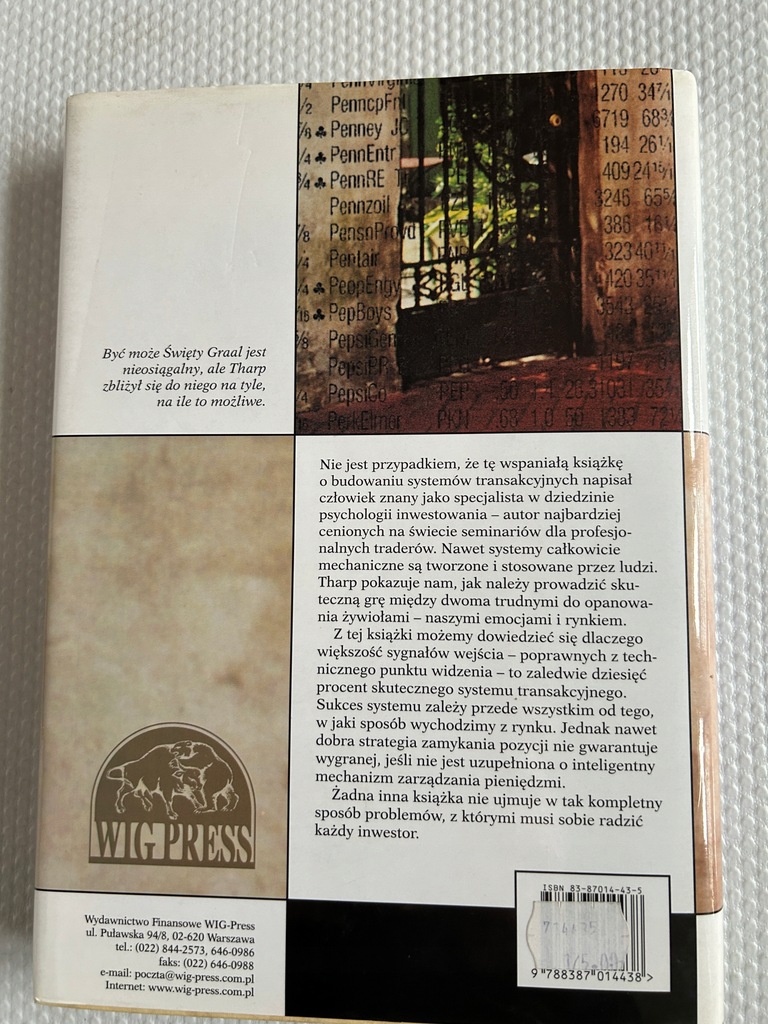 PenncpFnl
Penney JC
PennEntr
PennRE
Pennzoil
PensnProvd
Pentair
PeopEngy
PepBoys
PepsiCo
PerkElmer
Być może Święty Graal jest
nieosiągalny, ale Tharp
zbliżył się do niego na tyle,
na ile to możliwe.
Nie jest przypadkiem, że tę wspaniałą książkę
o budowaniu systemów transakcyjnych napisał
człowiek znany jako specjalista w dziedzinie
psychologii inwestowania – autor najbardziej
cenionych na świecie seminariów dla profesjo-
nalnych traderów. Nawet systemy całkowicie
mechaniczne są tworzone i stosowane przez ludzi.
Tharp pokazuje nam, jak należy prowadzić sku-
teczną grę między dwoma trudnymi do opanowa-
nia żywiołami – naszymi emocjami i rynkiem.
Z tej książki możemy dowiedzieć się dlaczego
większość sygnałów wejścia – poprawnych z tech-
nicznego punktu widzenia – to zaledwie dziesięć
procent skutecznego systemu transakcyjnego.
Sukces systemu zależy przede wszystkim od tego,
w jaki sposób wychodzimy z rynku. Jednak nawet
dobra strategia zamykania pozycji nie gwarantuje
wygranej, jeśli nie jest uzupełniona o inteligentny
mechanizm zarządzania pieniędzmi.
Żadna inna książka nie ujmuje w tak kompletny
sposób problemów, z którymi musi sobie radzić
każdy inwestor.
WIG PRESS
Wydawnictwo Finansowe WIG-Press
ul. Puławska 94/8, 02-620 Warszawa
tel.: (022) 844-2573, 646-0986
faks: (022) 646-0988
e-mail: poczta@wig-press.com.pl
Internet: www.wig-press.com.pl
ISBN 83-87014-43-5
9 788387 014438 >